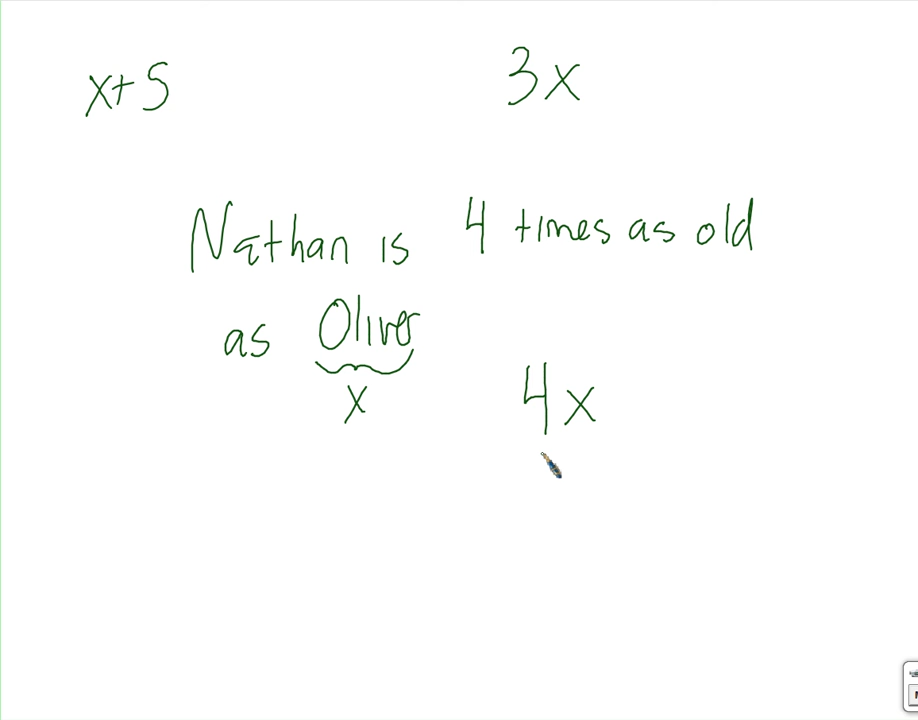 x+5
3x
Nathan is 4 times as old
as Oliver
x
4x